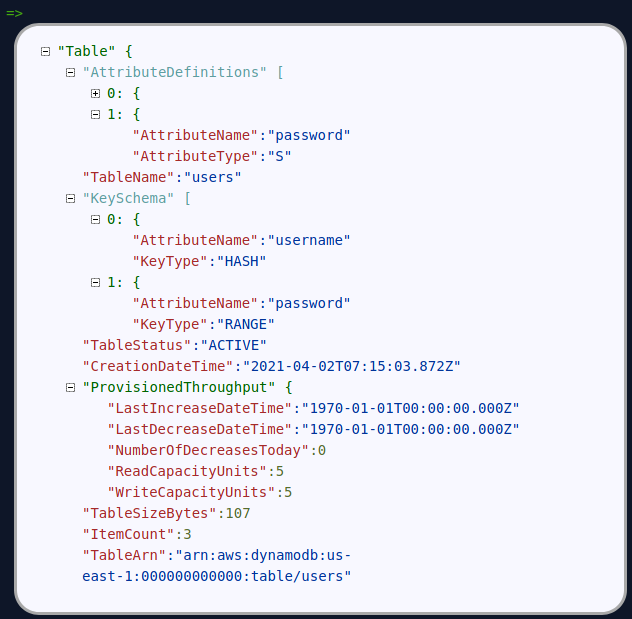 =>
"Table" {
"AttributeDefinitions" [
0: {
1: {
"AttributeName":"password"
"AttributeType":"S"
"TableName":"users"
"KeySchema" [
0: {
"AttributeName":"username"
"KeyType":"HASH"
1: {
"AttributeName":"password"
"KeyType":"RANGE"
"TableStatus":"ACTIVE"
"CreationDateTime":"2021-04-02T07:15:03.872Z"
"ProvisionedThroughput" {
"LastIncreaseDateTime":"1970-01-01T00:00:00.000Z"
"LastDecreaseDateTime":"1970-01-01T00:00:00.000Z"
"NumberOfDecreasesToday":0
"ReadCapacityUnits":5
"WriteCapacityUnits":5
"TableSizeBytes":107
"ItemCount":3
"TableArn":"arn:aws:dynamodb:us-
east-1:000000000000:table/users"